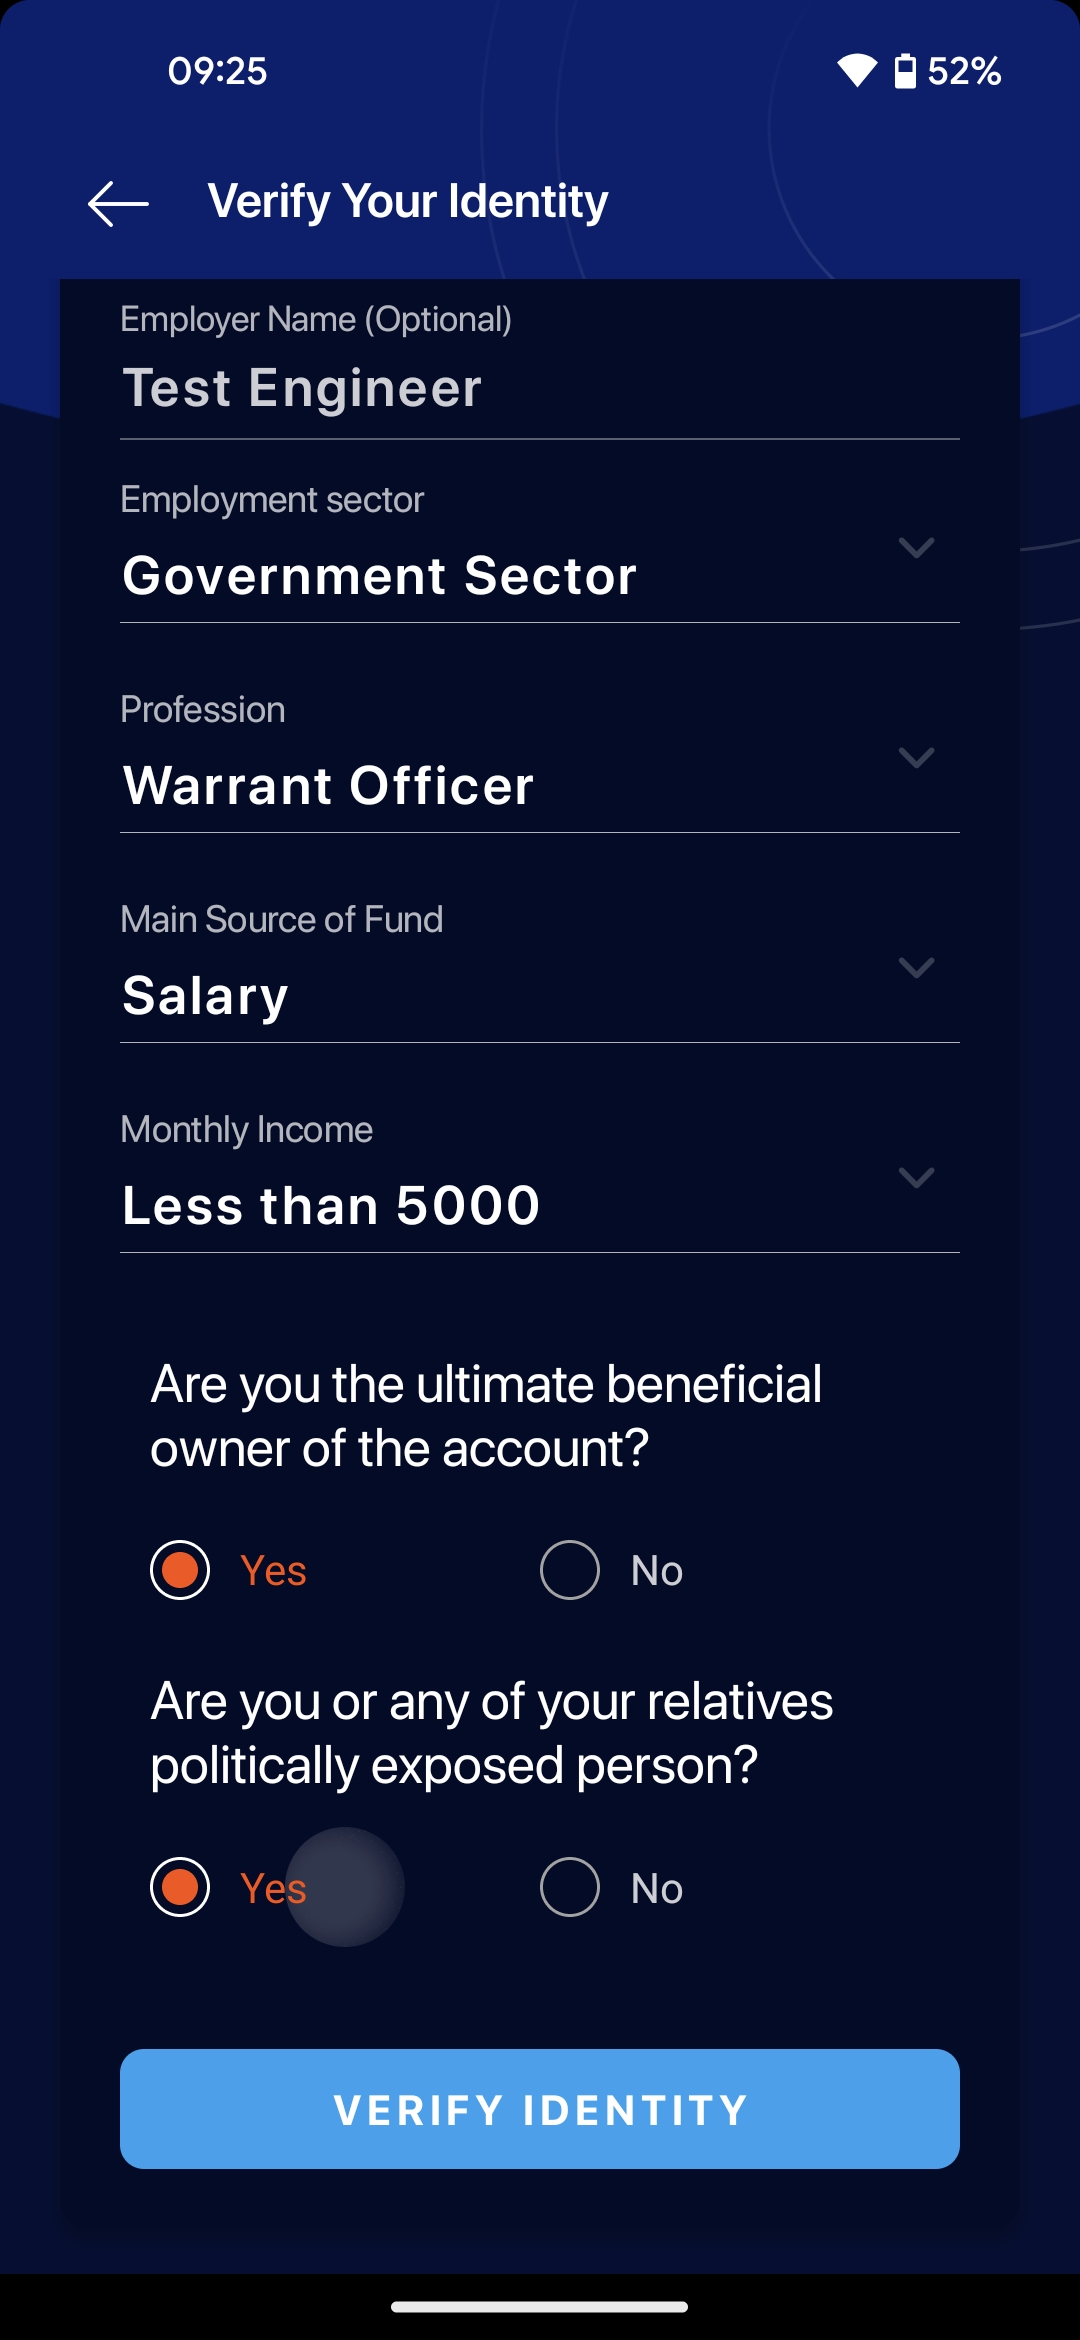 09:25
52%
Verify Your Identity
Employer Name (Optional)
Test Engineer
Employment sector
Government Sector
Profession
Warrant Officer
Main Source of Fund
Salary
Monthly Income
Less than 5000
Are you the ultimate beneficial
owner of the account?
Yes
No
Are you or any of your relatives
politically exposed person?
Yes
No
VERIFY IDENTITY